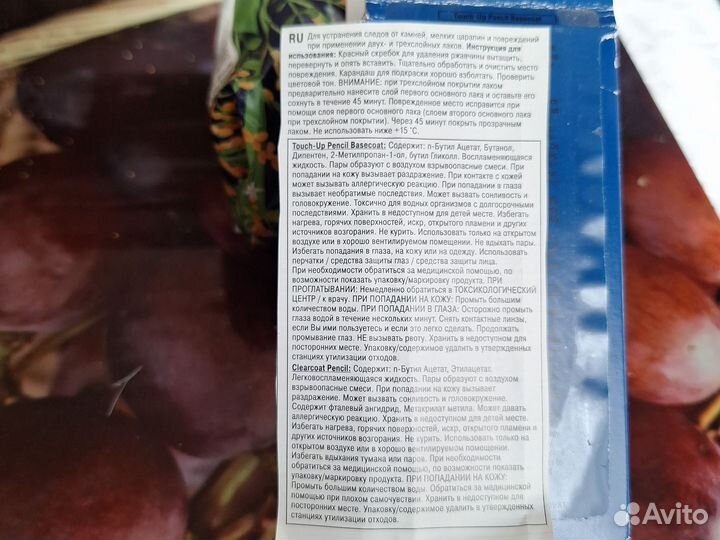 Touch-Up Pencil Basecoat
RU Для устранения следов от камней, мелких царапин и повреждений
при применении двух- и трехслойных лаков. Инструкция для
использования: Красный скребок для удаления ржавчины вытащить,
перевернуть и опять вставить. Тщательно обработать и очистить место
повреждения. Карандаш для подкраски хорошо взболтать. Проверить
цветовой тон. ВНИМАНИЕ: при трехслойном покрытии лаком
предварительно нанесите слой первого основного лака и оставьте его
сохнуть в течение 45 минут. Поврежденное место исправится при
помощи слоя первого основного лака (слоем второго основного лака
при трехслойном покрытии). Через 45 минут покрыть прозрачным
лаком. Не использовать ниже +15 °C.
Touch-Up Pencil Basecoat: Содержит: n-Бутил Ацетат, Бутанол,
Дипентен, 2-Метилпропан-1-ол, бутил Гликолл. Воспламеняющаяся
жидкость. Пары образуют с воздухом взрывоопасные смеси. При
попадании на кожу вызывает раздражение. При контакте с кожей
может вызывать аллергическую реакцию. При попадании в глаза
вызывает необратимые последствия. Может вызвать сонливость и
головокружение. Токсично для водных организмов с долгосрочными
последствиями. Хранить в недоступном для детей месте. Избегать
нагрева, горячих поверхностей, искр, открытого пламени и других
источников возгорания. Не курить. Использовать только на открытом
воздухе или в хорошо вентилируемом помещении. Не вдыхать пары.
Избегать попадания в глаза, на кожу или на одежду. Использовать
перчатки / средства защиты глаз / средства защиты лица.
При необходимости обратиться за медицинской помощью, по
возможности показать упаковку/маркировку продукта. ПРИ
ПРОГЛАТЫВАНИИ: Немедленно обратиться в ТОКСИКОЛОГИЧЕСКИЙ
ЦЕНТР / к врачу. ПРИ ПОПАДАНИИ НА КОЖУ: Промыть большим
количеством воды. ПРИ ПОПАДАНИИ В ГЛАЗА: Осторожно промыть
глаза водой в течение нескольких минут. Снять контактные линзы,
если Вы ими пользуетесь и если это легко сделать. Продолжать
промывание глаз. НЕ вызывать рвоту. Хранить в недоступном для
посторонних месте. Упаковку/содержимое удалить в утвержденных
станциях утилизации отходов.
Clearcoat Pencil: Содержит: n-Бутил Ацетат, Этилацетат.
Легковоспламеняющаяся жидкость. Пары образуют с воздухом
взрывоопасные смеси. При попадании на кожу вызывает
раздражение. Может вызвать сонливость и головокружение.
Содержит фталевый ангидрид, Метакрилат метила. Может давать
аллергическую реакцию. Хранить в недоступном для детей месте.
Избегать нагрева, горячих поверхностей, искр, открытого пламени и
других источников возгорания. Не курить. Использовать только на
открытом воздухе или в хорошо вентилируемом помещении.
Избегать вдыхания тумана или паров. При необходимости
обратиться за медицинской помощью, по возможности показать
упаковку/маркировку продукта. ПРИ ПОПАДАНИИ НА КОЖУ:
Промыть большим количеством воды. Обратиться за медицинской
помощью при плохом самочувствии. Хранить в недоступном для
посторонних месте. Упаковку/содержимое удалить в утвержденных
станциях утилизации отходов.
Avito